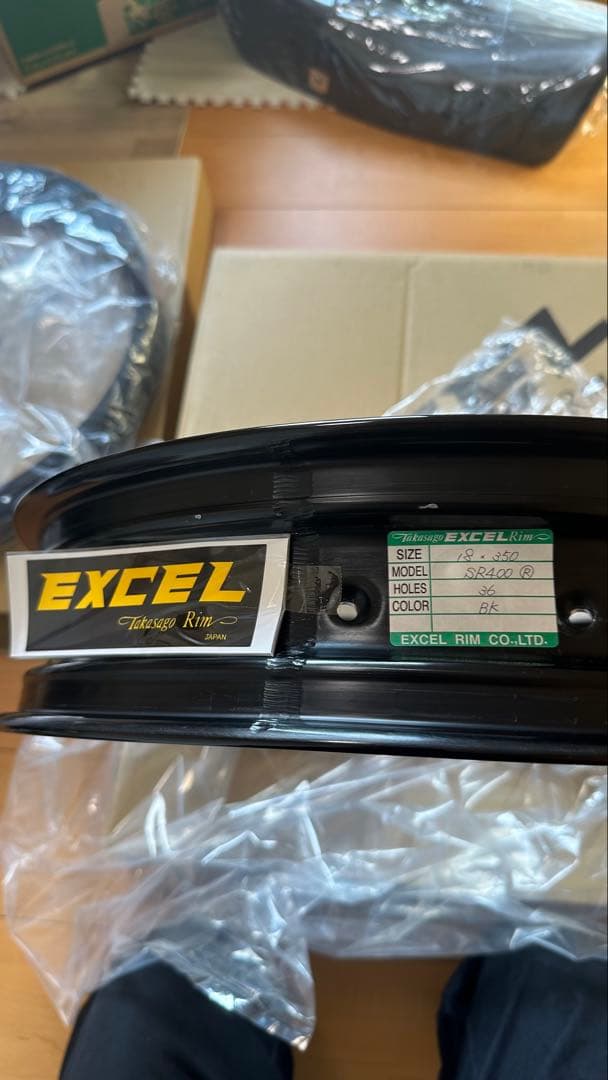 EXCEL
Takasago Rim
JAPAN
Takasago EXCEL Rim
SIZE 18 × 350
MODEL SR400 Ⓡ
HOLES 36
COLOR BK
EXCEL RIM CO.,LTD.